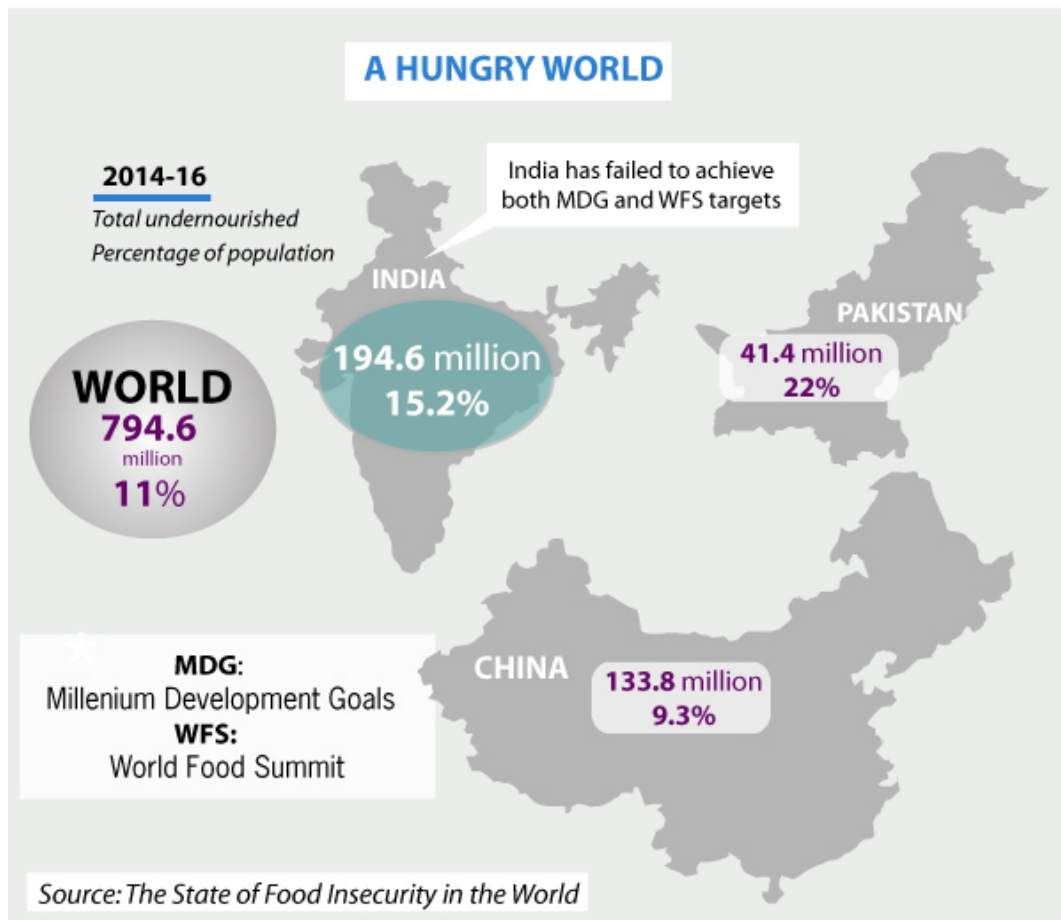 A HUNGRY WORLD
2014-16
Total undernourished
Percentage of population
India has failed to achieve
both MDG and WFS targets
INDIA
194.6 million
15.2%
PAKISTAN
41.4 million
22%
WORLD
794.6
million
11%
CHINA
133.8 million
9.3%
*
MDG:
Millenium Development Goals
WFS:
World Food Summit
Source: The State of Food Insecurity in the World